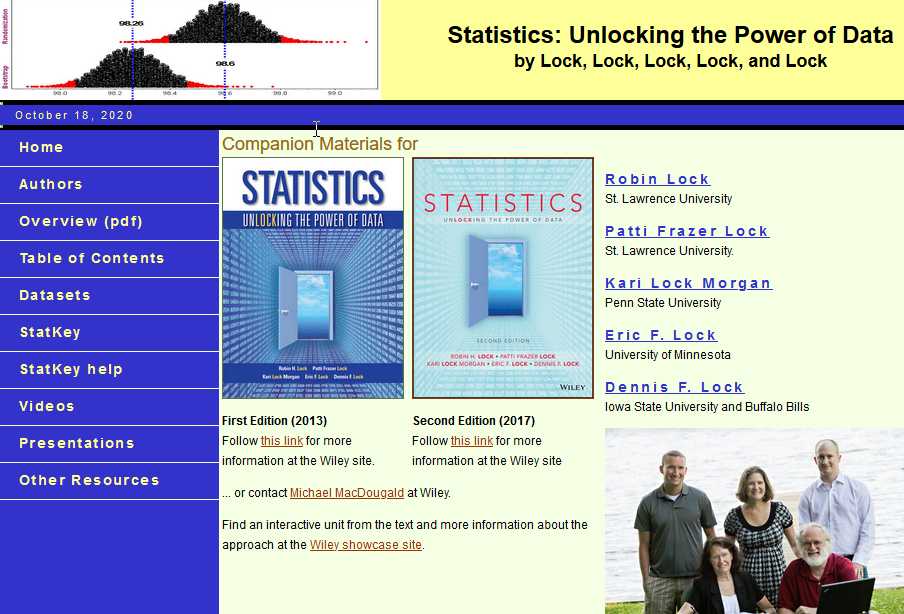 Randomization
98.26
Bootstrap
98.6
98.0 98.2 98.4 98.6 98.8 99.0
Statistics: Unlocking the Power of Data
by Lock, Lock, Lock, Lock, and Lock
October 18, 2020
Home
Authors
Overview (pdf)
Table of Contents
Datasets
StatKey
StatKey help
Videos
Presentations
Other Resources
Companion Materials for
STATISTICS
UNLOCKING THE POWER OF DATA
Robin H. Lock Patti Frazer Lock
Kari Lock Morgan Eric F. Lock Dennis F. Lock
STATISTICS
UNLOCKING THE POWER OF DATA
SECOND EDITION
ROBIN H. LOCK • PATTI FRAZER LOCK
KARI LOCK MORGAN • ERIC F. LOCK • DENNIS F. LOCK
WILEY
First Edition (2013)
Follow this link for more
information at the Wiley site.
Second Edition (2017)
Follow this link for more
information at the Wiley site
... or contact Michael MacDougald at Wiley.
Find an interactive unit from the text and more information about the
approach at the Wiley showcase site.
Robin Lock
St. Lawrence University
Patti Frazer Lock
St. Lawrence University.
Kari Lock Morgan
Penn State University
Eric F. Lock
University of Minnesota
Dennis F. Lock
Iowa State University and Buffalo Bills